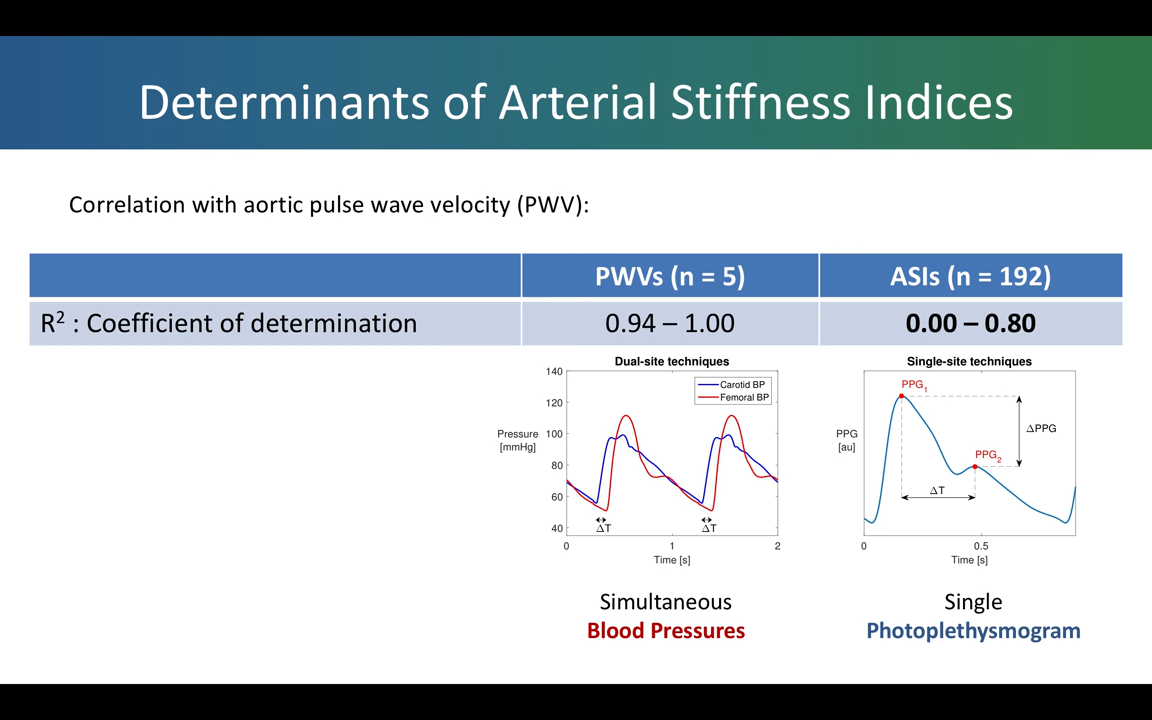 Determinants of Arterial Stiffness Indices
Correlation with aortic pulse wave velocity (PWV):
PWVs (n = 5)
ASIs (n = 192)
R² : Coefficient of determination
0.94 – 1.00
0.00 – 0.80
Dual-site techniques
140
120
100
80
60
40
Pressure
[mmHg]
Carotid BP
Femoral BP
ΔT
ΔT
0
1
2
Time [s]
Simultaneous
Blood Pressures
Single-site techniques
PPG
[au]
PPG₁
PPG₂
ΔPPG
ΔT
0
0.5
Time [s]
Single
Photoplethysmogram